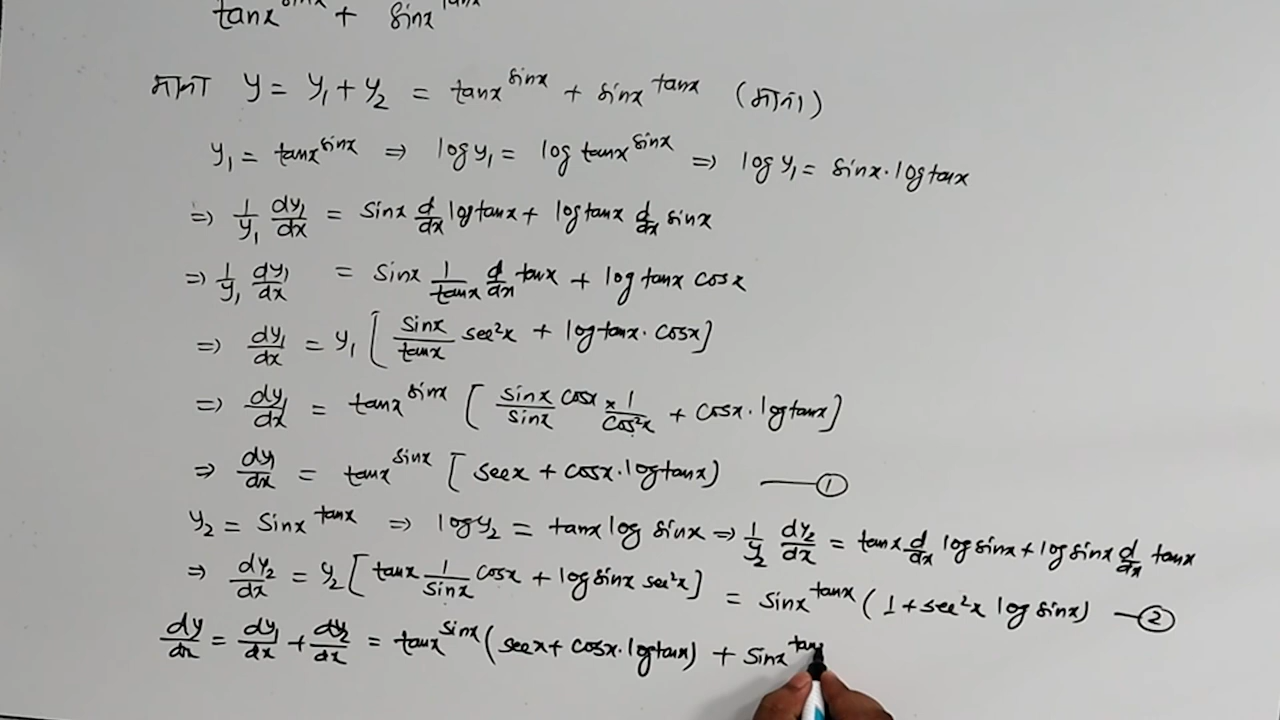 tanx^sinx + sinx^tanx
माना y = y₁ + y₂ = tanx^sinx + sinx^tanx (माना)
y₁ = tanx^sinx ⇒ log y₁ = log tanx^sinx ⇒ log y₁ = sinx · log tanx
⇒ 1/y₁ dy₁/dx = sinx d/dx log tanx + log tanx d/dx sinx
⇒ 1/y₁ dy₁/dx = sinx 1/tanx d/dx tanx + log tanx cosx
⇒ dy₁/dx = y₁ [ sinx/tanx sec²x + log tanx · cosx ]
⇒ dy₁/dx = tanx^sinx [ sinx/sinx cosx × 1/cos²x + cosx · log tanx ]
⇒ dy₁/dx = tanx^sinx [ secx + cosx · log tanx ) —①
y₂ = sinx^tanx ⇒ log y₂ = tanx log sinx ⇒ 1/y₂ dy₂/dx = tanx d/dx log sinx + log sinx d/dx tanx
⇒ dy₂/dx = y₂ [ tanx 1/sinx cosx + log sinx sec²x ] = sinx^tanx ( 1 + sec²x log sinx ) —②
dy/dx = dy₁/dx + dy₂/dx = tanx^sinx ( secx + cosx · log tanx ) + sinx^tanx